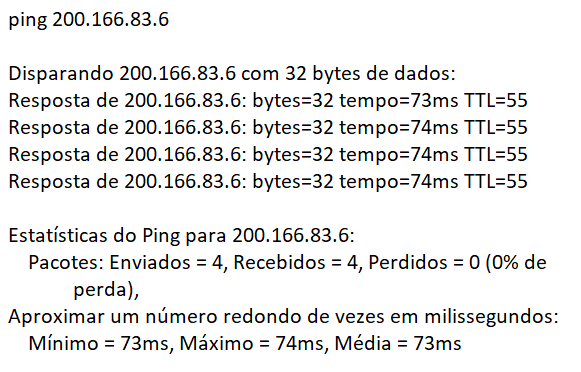 ping 200.166.83.6
Disparando 200.166.83.6 com 32 bytes de dados:
Resposta de 200.166.83.6: bytes=32 tempo=73ms TTL=55
Resposta de 200.166.83.6: bytes=32 tempo=74ms TTL=55
Resposta de 200.166.83.6: bytes=32 tempo=74ms TTL=55
Resposta de 200.166.83.6: bytes=32 tempo=74ms TTL=55
Estatísticas do Ping para 200.166.83.6:
Pacotes: Enviados = 4, Recebidos = 4, Perdidos = 0 (0% de
perda),
Aproximar um número redondo de vezes em milissegundos:
Mínimo = 73ms, Máximo = 74ms, Média = 73ms